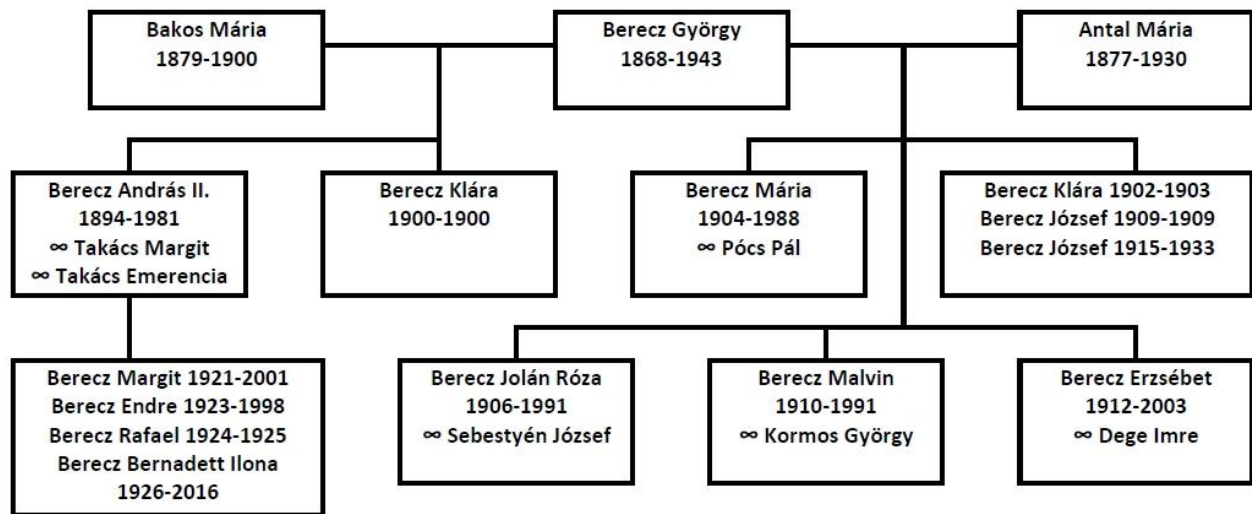 Bakos Mária
1879-1900
Berecz György
1868-1943
Antal Mária
1877-1930
Berecz András II.
1894-1981
∞ Takács Margit
∞ Takács Emerencia
Berecz Klára
1900-1900
Berecz Mária
1904-1988
∞ Pócs Pál
Berecz Klára 1902-1903
Berecz József 1909-1909
Berecz József 1915-1933
Berecz Margit 1921-2001
Berecz Endre 1923-1998
Berecz Rafael 1924-1925
Berecz Bernadett Ilona
1926-2016
Berecz Jolán Róza
1906-1991
∞ Sebestyén József
Berecz Malvin
1910-1991
∞ Kormos György
Berecz Erzsébet
1912-2003
∞ Dege Imre